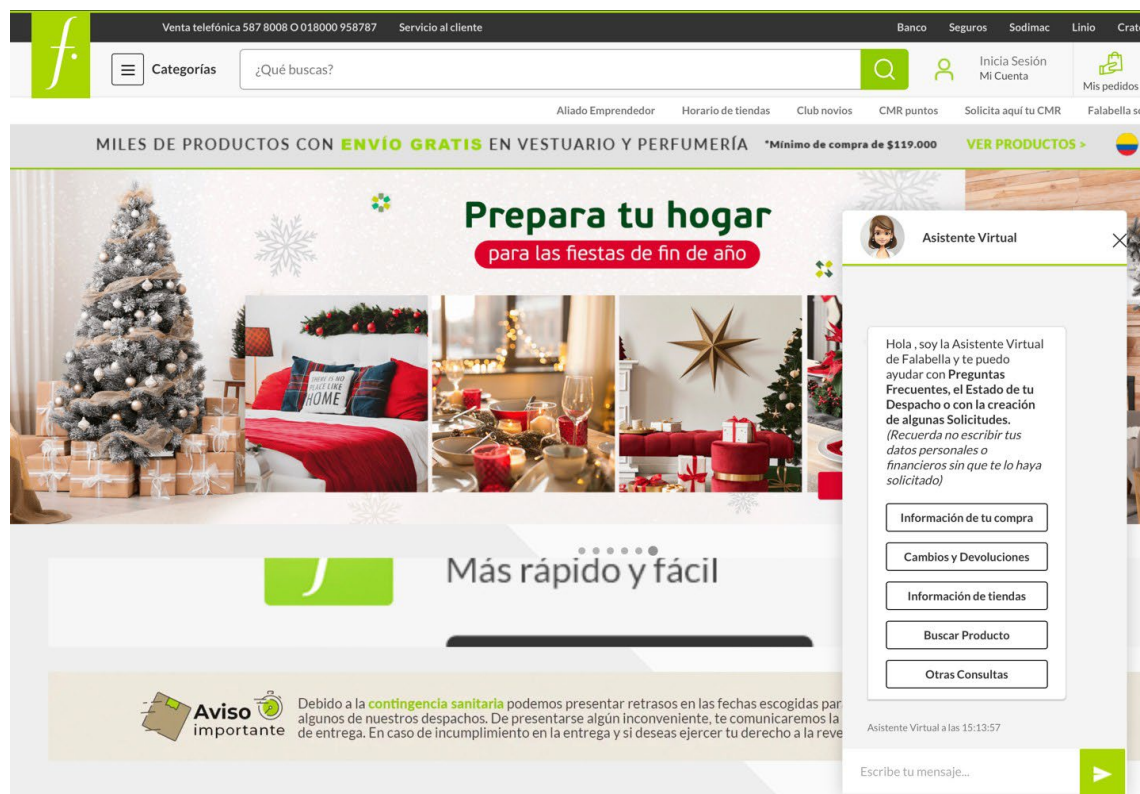 Venta telefónica 587 8008 O 018000 958787 Servicio al cliente Banco Seguros Sodimac Linio
f.
Categorías ¿Qué buscas? Inicia Sesión
Mi Cuenta
Mis pedidos
Aliado Emprendedor Horario de tiendas Club novios CMR puntos Solicita aquí tu CMR Falabella
MILES DE PRODUCTOS CON ENVÍO GRATIS EN VESTUARIO Y PERFUMERÍA *Mínimo de compra de $119.000 VER PRODUCTOS >
Prepara tu hogar
para las fiestas de fin de año
THERE IS NO
PLACE LIKE
HOME
Más rápido y fácil
Aviso
importante
Debido a la contingencia sanitaria podemos presentar retrasos en las fechas escogidas par
algunos de nuestros despachos. De presentarse algún inconveniente, te comunicaremos la
de entrega. En caso de incumplimiento en la entrega y si deseas ejercer tu derecho a la reve
Asistente Virtual
Hola , soy la Asistente Virtual
de Falabella y te puedo
ayudar con Preguntas
Frecuentes, el Estado de tu
Despacho o con la creación
de algunas Solicitudes.
(Recuerda no escribir tus
datos personales o
financieros sin que te lo haya
solicitado)
Información de tu compra
Cambios y Devoluciones
Información de tiendas
Buscar Producto
Otras Consultas
Asistente Virtual a las 15:13:57
Escribe tu mensaje...